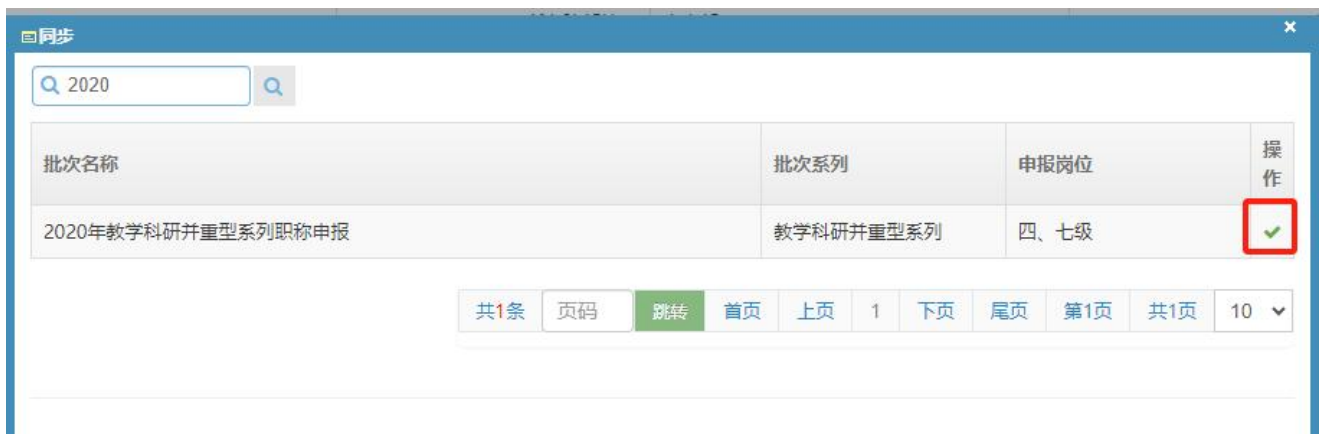 同步
2020
批次名称 批次系列 申报岗位 操作
2020年教学科研并重型系列职称申报 教学科研并重型系列 四、七级
共1条 页码 跳转 首页 上页 1 下页 尾页 第1页 共1页 10